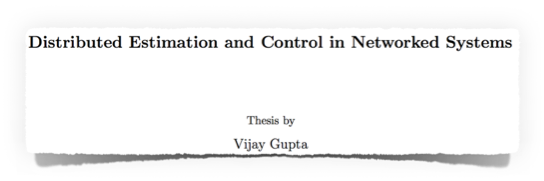 Distributed Estimation and Control in Networked Systems
Thesis by
Vijay Gupta